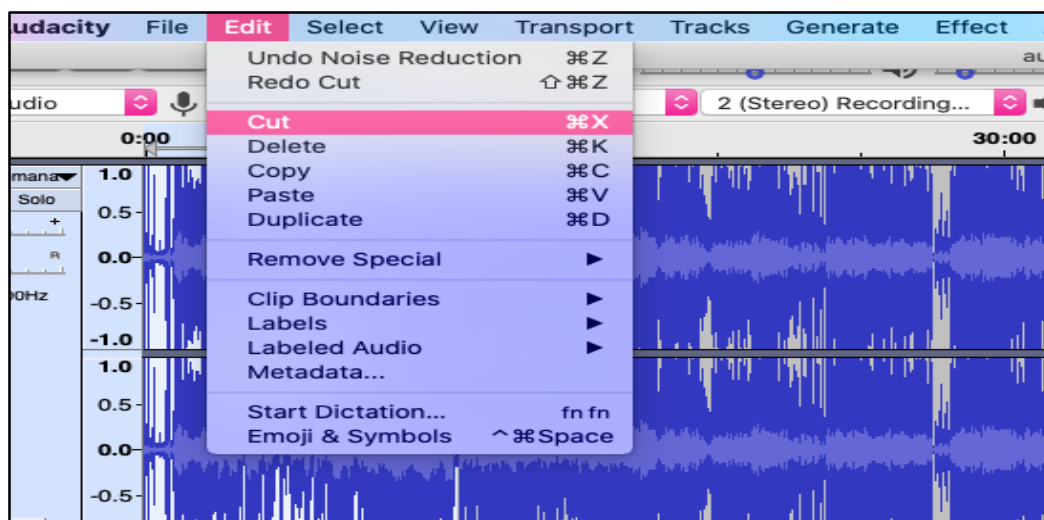 udacity File Edit Select View Transport Tracks Generate Effect
Undo Noise Reduction ⌘Z
Redo Cut ⇧⌘Z
au
Cut ⌘X
Delete ⌘K
Copy ⌘C
Paste ⌘V
Duplicate ⌘D
Remove Special ▶
Clip Boundaries ▶
Labels ▶
Labeled Audio ▶
Metadata...
Start Dictation... fn fn
Emoji & Symbols ^⌘Space
udio
2 (Stereo) Recording...
0:00
30:00
mana
Solo
+
R
00Hz
1.0
0.5
0.0
-0.5
-1.0
1.0
0.5
0.0
-0.5